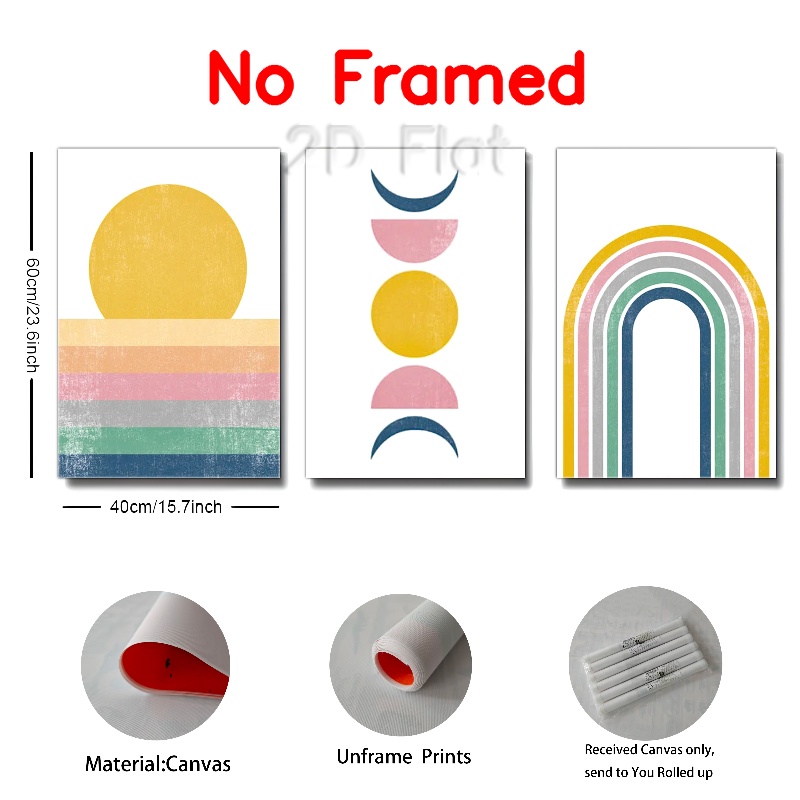 No Framed
2D Flat
60cm/23.6inch
40cm/15.7inch
Material:Canvas
Unframe Prints
Received Canvas only,
send to You Rolled up